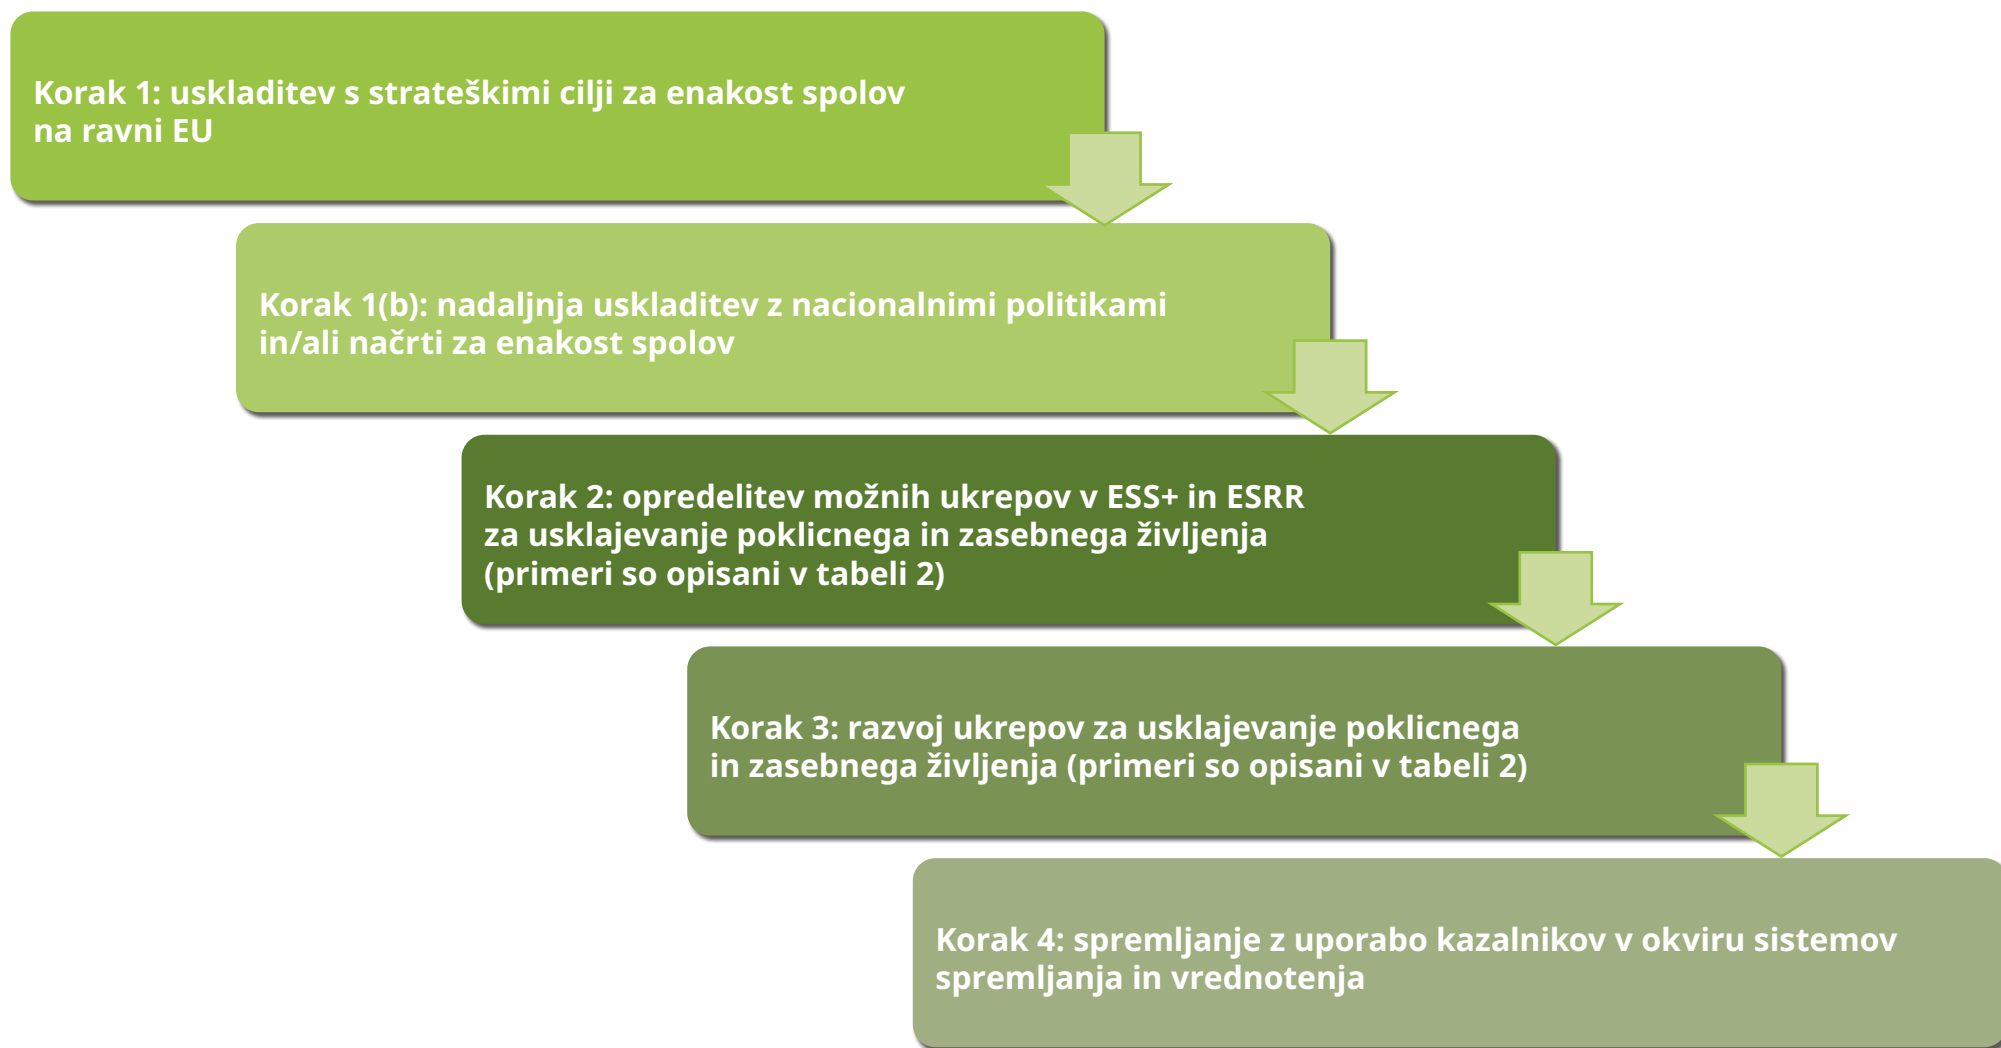 Korak 1: uskladitev s strateškimi cilji za enakost spolov
na ravni EU
Korak 1(b): nadaljnja uskladitev z nacionalnimi politikami
in/ali načrti za enakost spolov
Korak 2: opredelitev možnih ukrepov v ESS+ in ESRR
za usklajevanje poklicnega in zasebnega življenja
(primeri so opisani v tabeli 2)
Korak 3: razvoj ukrepov za usklajevanje poklicnega
in zasebnega življenja (primeri so opisani v tabeli 2)
Korak 4: spremljanje z uporabo kazalnikov v okviru sistemov
spremljanja in vrednotenja